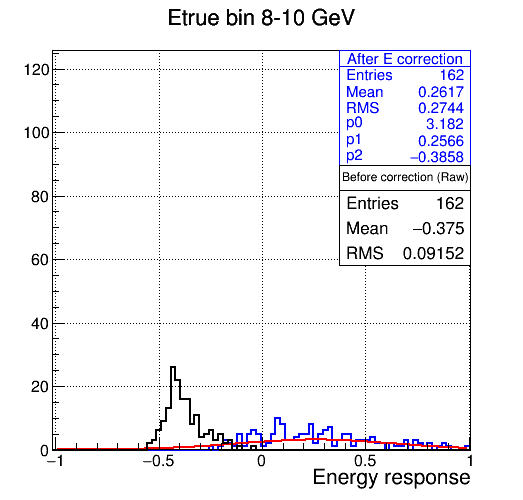 Etrue bin 8-10 GeV
After E correction
Entries 162
Mean 0.2617
RMS 0.2744
p0 3.182
p1 0.2566
p2 −0.3858
Before correction (Raw)
Entries 162
Mean −0.375
RMS 0.09152
120
100
80
60
40
20
0
−1 −0.5 0 0.5 1
Energy response